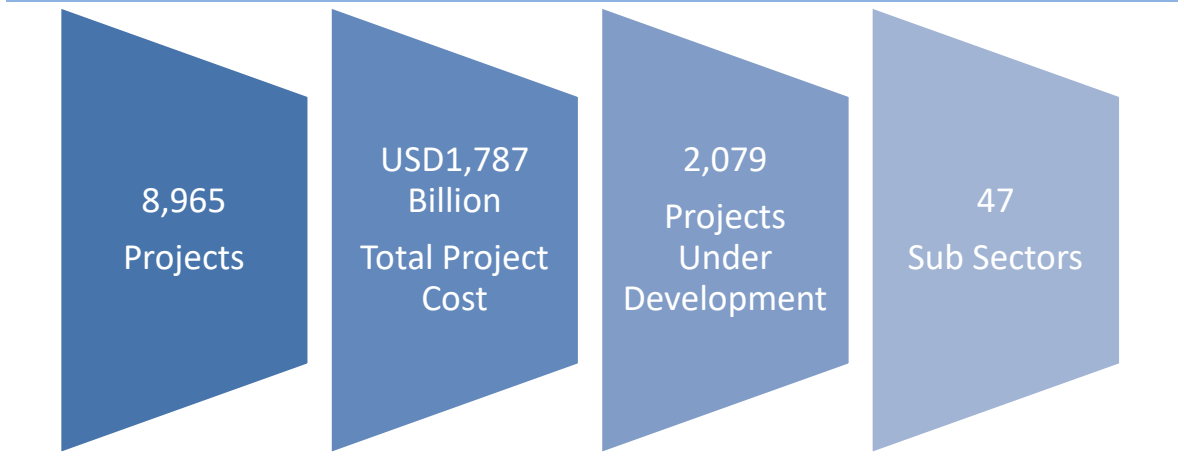 8,965
Projects
USD1,787
Billion
Total Project
Cost
2,079
Projects
Under
Development
47
Sub Sectors